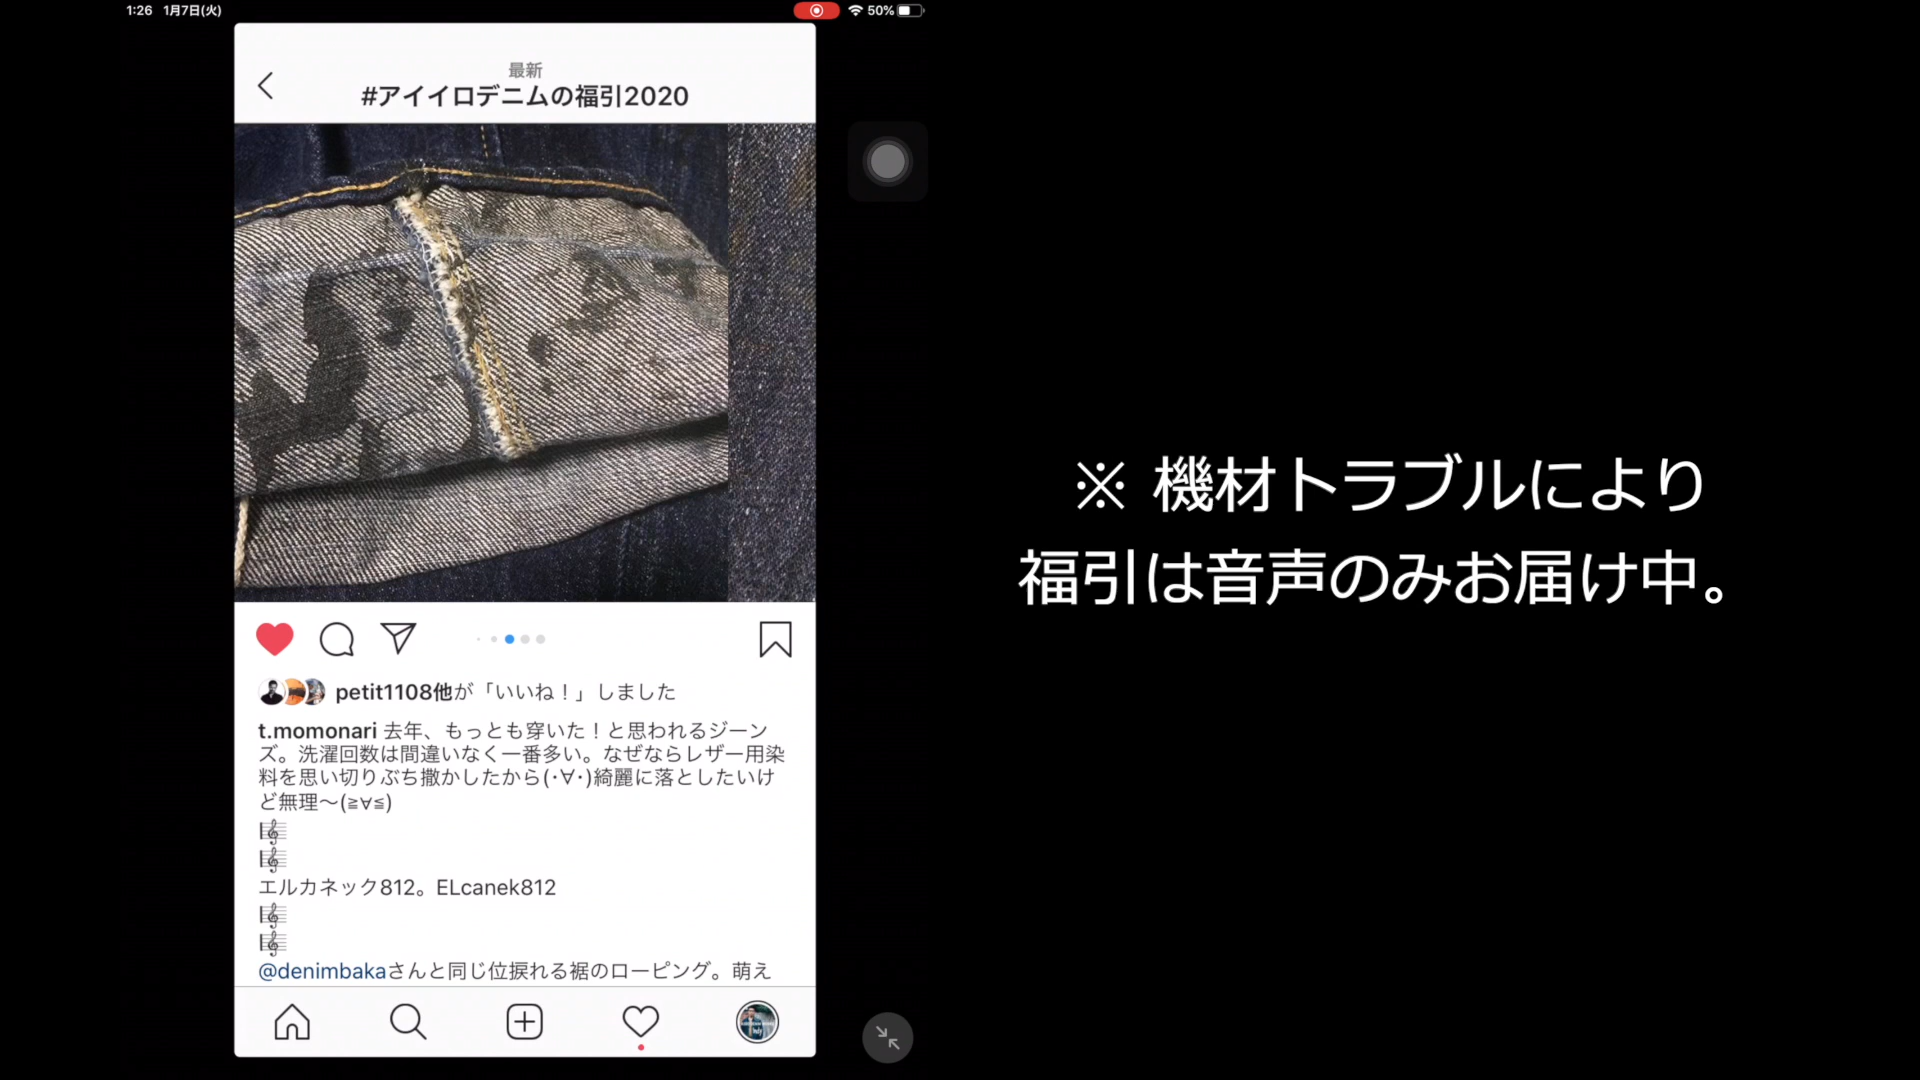 1:26 1月7日(火)
50%
最新
#アイイロデニムの福引2020
petit1108他が「いいね！」しました
t.momonari 去年、もっとも穿いた！と思われるジーン
ズ。洗濯回数は間違いなく一番多い。なぜならレザー用染
料を思い切りぶち撒かしたから(･∀･)綺麗に落としたいけ
ど無理〜(≧∀≦)
🎼
🎼
エルカネック812。ELcanek812
🎼
🎼
@denimbakaさんと同じ位捩れる裾のローピング。萌え
※ 機材トラブルにより
福引は音声のみお届け中。